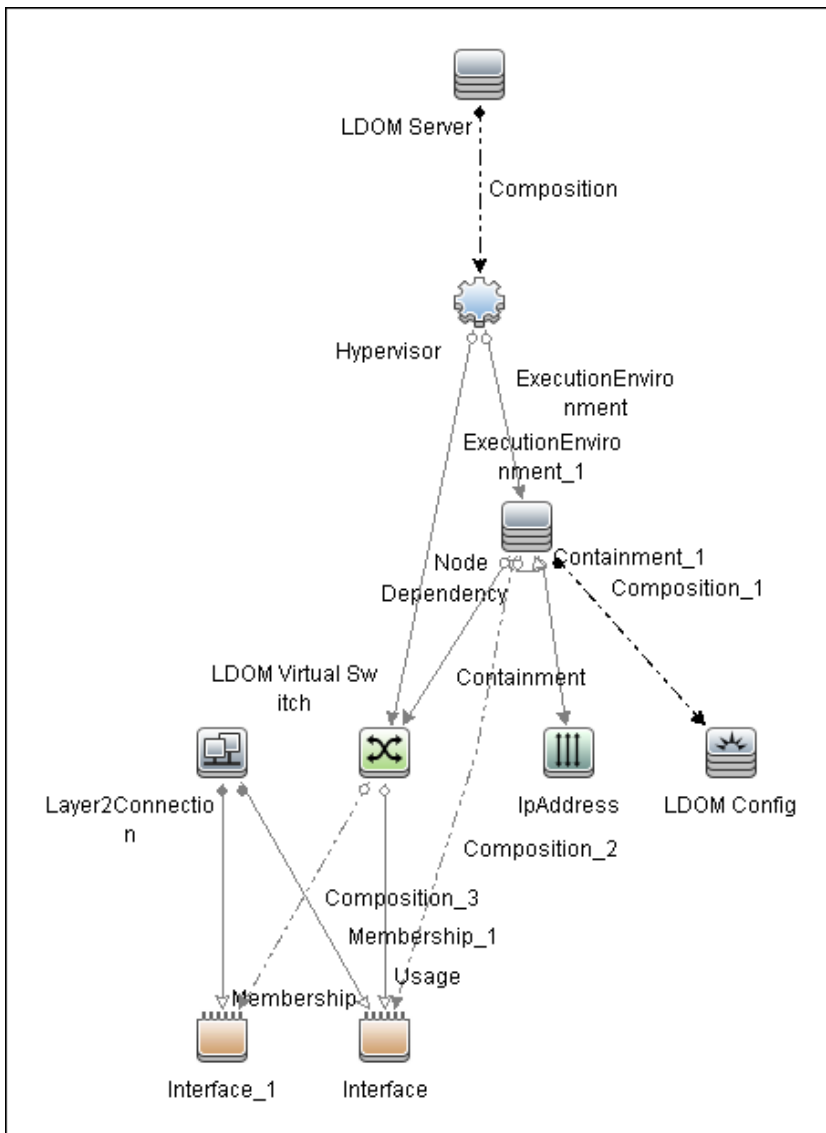 LDOM Server
Composition
Hypervisor
ExecutionEnviro
nment
ExecutionEnviro
nment_1
Node
Containment_1
Dependency
Composition_1
LDOM Virtual Sw
itch
Containment
Layer2Connectio
n
IpAddress
LDOM Config
Composition_2
Composition_3
Membership_1
Usage
Membership
Interface_1
Interface